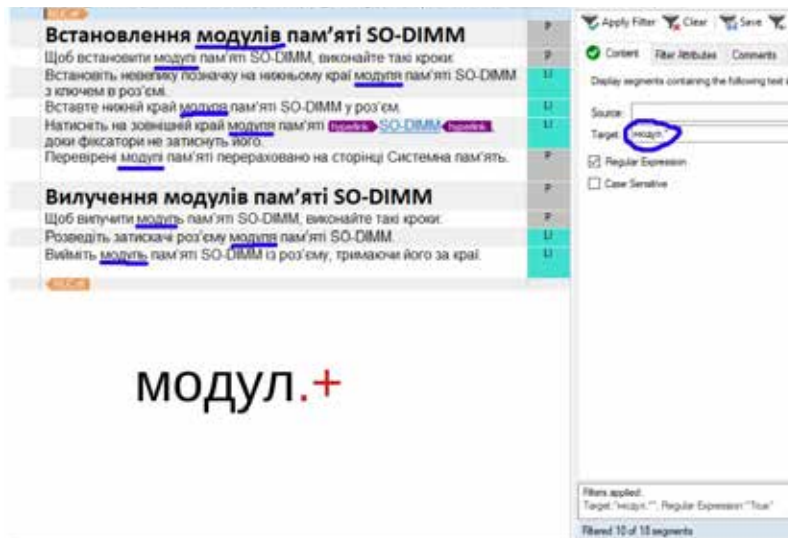 Встановлення модулів пам'яті SO-DIMM
Щоб встановити модулі пам'яті SO-DIMM, виконайте такі кроки:
Встановіть невелику позначку на нижньому краї модуля пам'яті SO-DIMM
з ключем в роз'ємі.
Вставте нижній край модуля пам'яті SO-DIMM у роз'єм.
Натисніть на зовнішній край модуля пам'яті hyperlink SO-DIMM hyperlink,
доки фіксатори не затиснуть його.
Перевірені модулі пам'яті перераховано на сторінці Системна пам'ять.
Вилучення модулів пам'яті SO-DIMM
Щоб вилучити модуль пам'яті SO-DIMM, виконайте такі кроки:
Розведіть затискачі роз'єму модуля пам'яті SO-DIMM.
Вийміть модуль пам'яті SO-DIMM із роз'єму, тримаючи його за краї.
P
P
LI
LI
LI
P
P
P
LI
LI
модул.+
Apply Filter Clear Save
Content Filter Attributes Comments
Display segments containing the following text
Source:
Target: модул.*
Regular Expression
Case Sensitive
Filters applied:
Target:"модул.*", Regular Expression:"True"
Filtered 10 of 18 segments